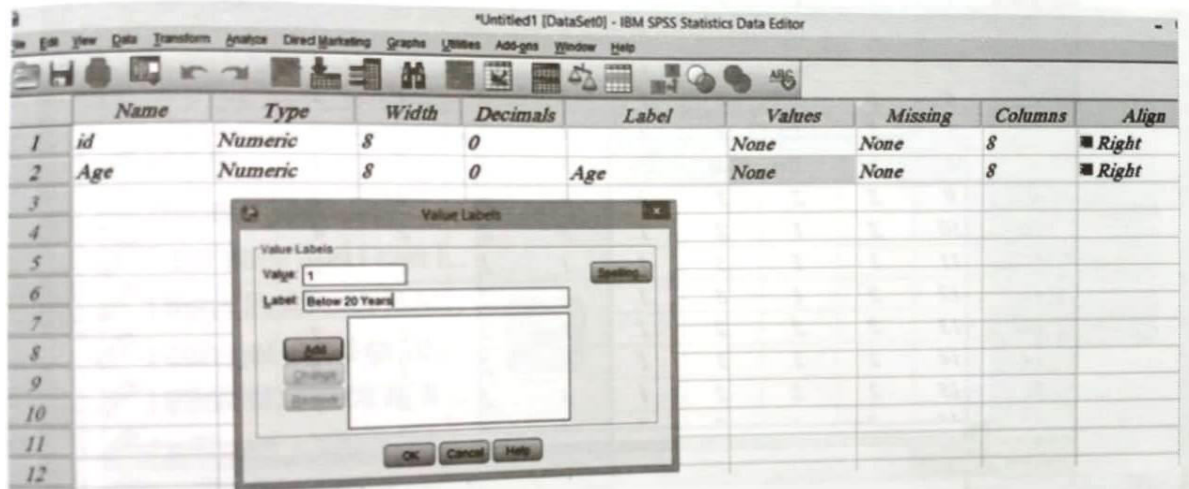 *Untitled1 [DataSet0] - IBM SPSS Statistics Data Editor
Edit View Data Transform Analyze Direct Marketing Graphs Utilities Add-ons Window Help
Name Type Width Decimals Label Values Missing Columns Align
1 id Numeric 8 0 None None 8 Right
2 Age Numeric 8 0 Age None None 8 Right
3
Value Labels
4
Value Labels
5
Value: 1 Spelling...
6
Label: Below 20 Years
7
8 Add
9 Change
10 Remove
11
OK Cancel Help
12